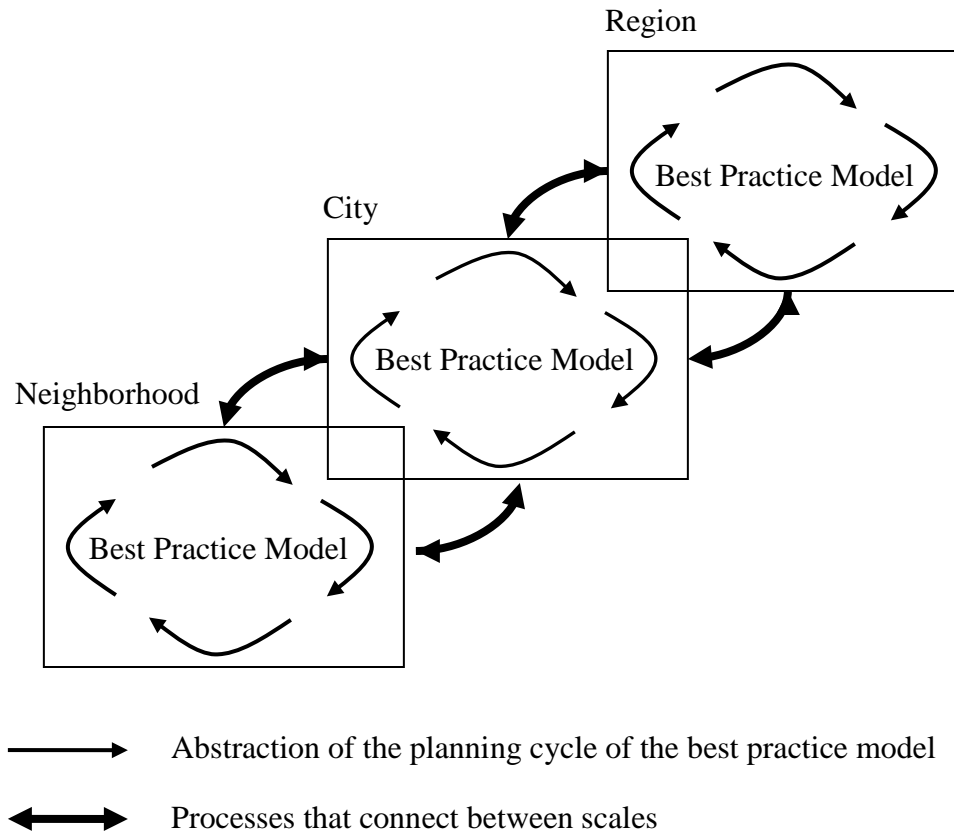 Region
Best Practice Model
City
Best Practice Model
Neighborhood
Best Practice Model
Abstraction of the planning cycle of the best practice model
Processes that connect between scales